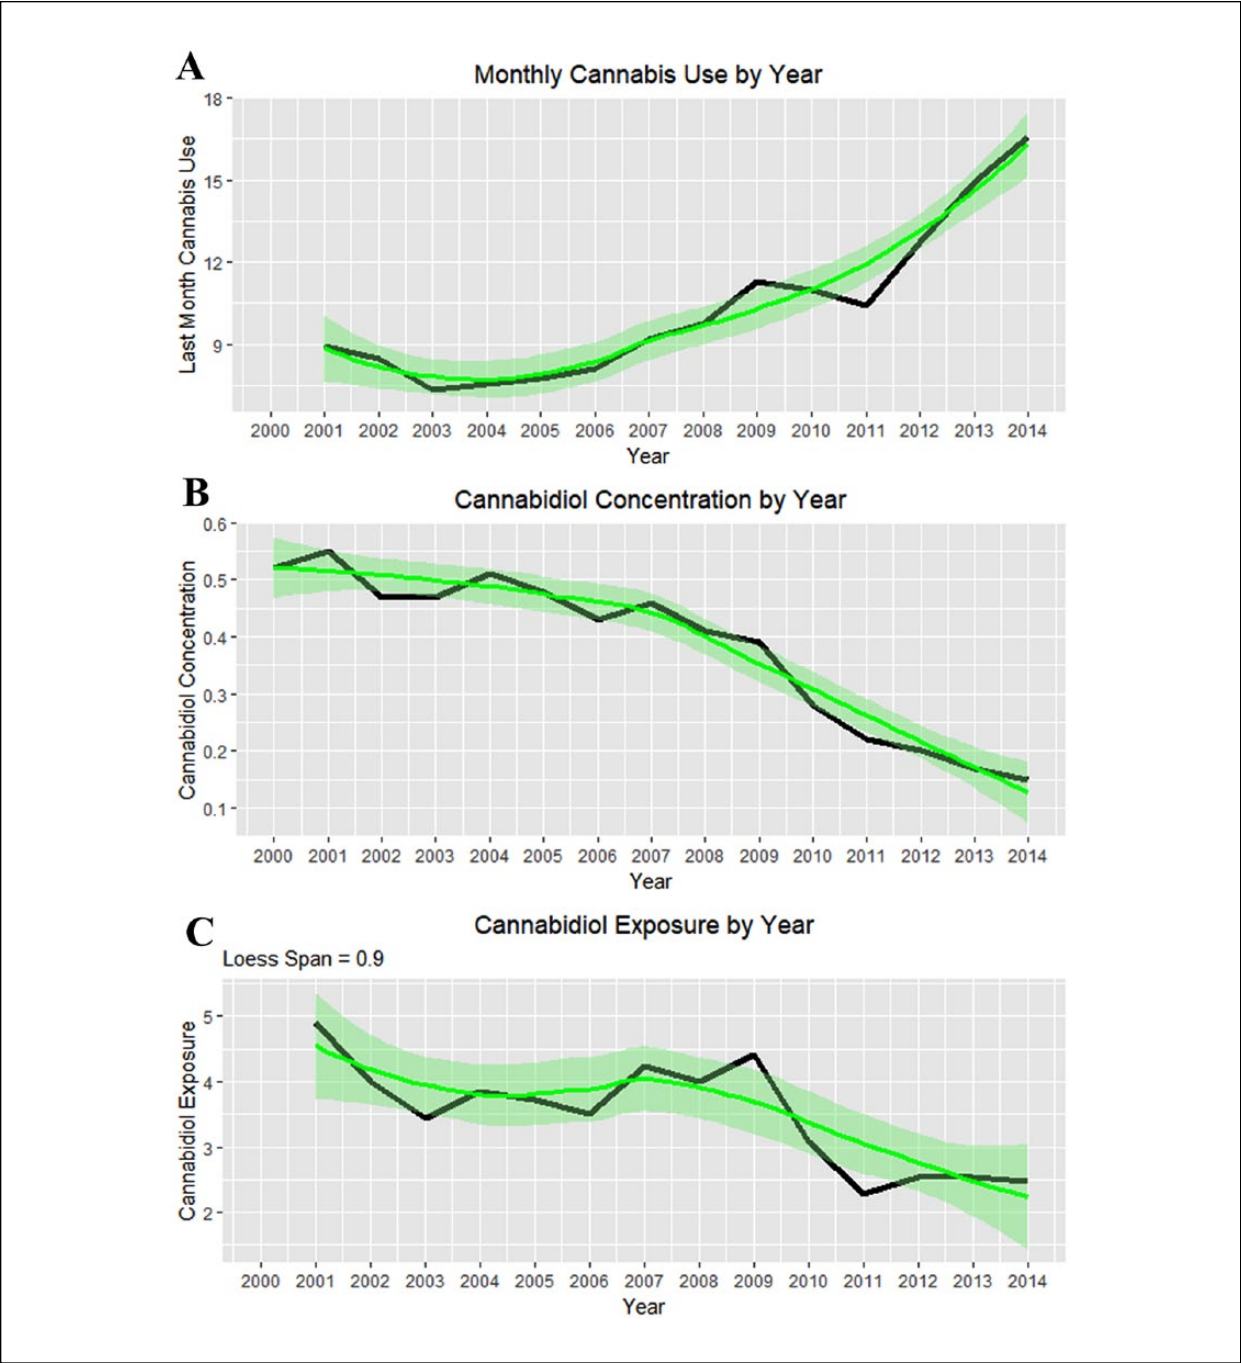 A
Monthly Cannabis Use by Year
Last Month Cannabis Use
18
15
12
9
2000 2001 2002 2003 2004 2005 2006 2007 2008 2009 2010 2011 2012 2013 2014
Year
B
Cannabidiol Concentration by Year
Cannabidiol Concentration
0.6
0.5
0.4
0.3
0.2
0.1
2000 2001 2002 2003 2004 2005 2006 2007 2008 2009 2010 2011 2012 2013 2014
Year
C
Cannabidiol Exposure by Year
Loess Span = 0.9
Cannabidiol Exposure
5
4
3
2
2000 2001 2002 2003 2004 2005 2006 2007 2008 2009 2010 2011 2012 2013 2014
Year